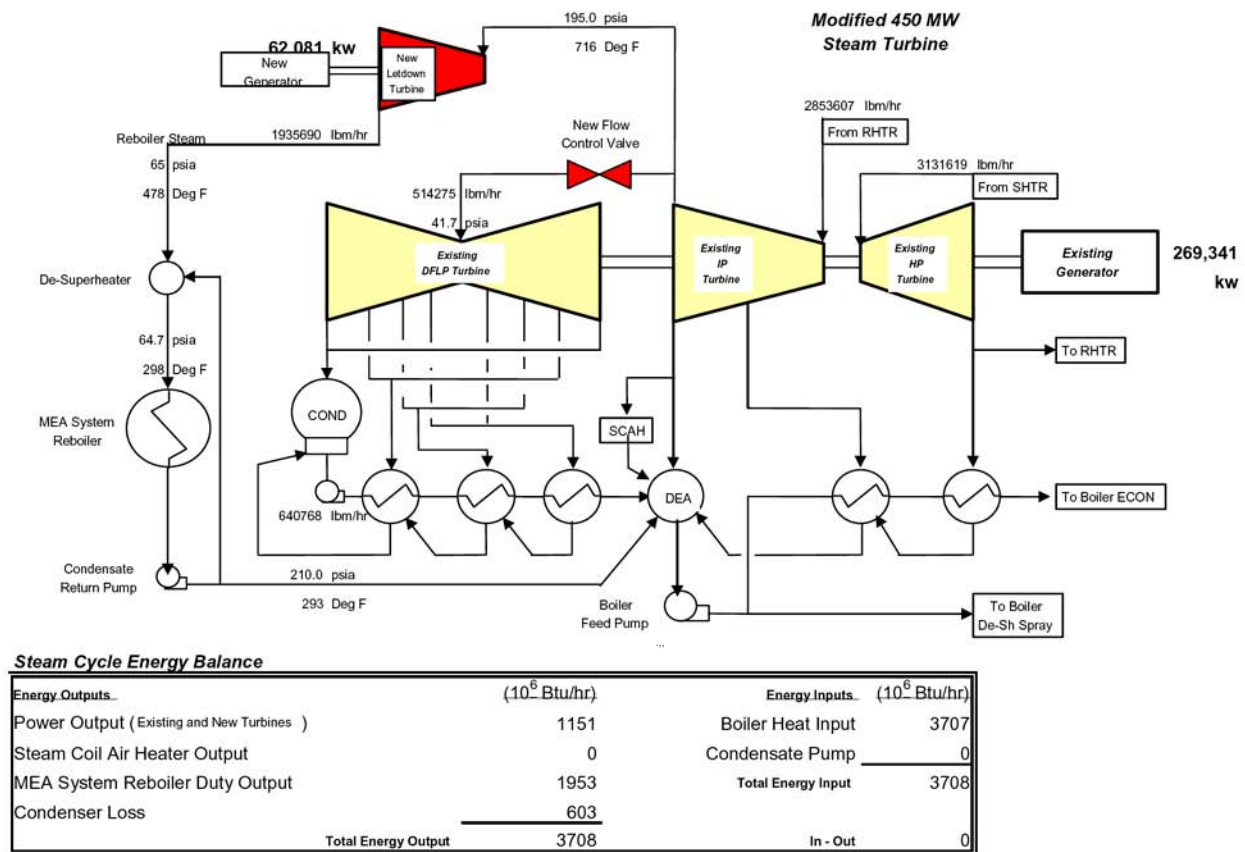 195.0 psia
716 Deg F
Modified 450 MW
Steam Turbine
62,081 kw
New
Generator
New
Letdown
Turbine
2853607 lbm/hr
From RHTR
Reboiler Steam
1935690 lbm/hr
New Flow
Control Valve
3131619 lbm/hr
From SHTR
65 psia
478 Deg F
514275 lbm/hr
41.7 psia
Existing
DFLP Turbine
Existing
IP
Turbine
Existing
HP
Turbine
Existing
Generator
269,341
kw
De-Superheater
64.7 psia
298 Deg F
To RHTR
MEA System
Reboiler
COND
SCAH
DEA
To Boiler ECON
640768 lbm/hr
Condensate
Return Pump
210.0 psia
293 Deg F
Boiler
Feed Pump
To Boiler
De-Sh Spray
Steam Cycle Energy Balance
Energy Outputs (10^6 Btu/hr) Energy Inputs (10^6 Btu/hr)
Power Output ( Existing and New Turbines ) 1151 Boiler Heat Input 3707
Steam Coil Air Heater Output 0 Condensate Pump 0
MEA System Reboiler Duty Output 1953 Total Energy Input 3708
Condenser Loss 603
Total Energy Output 3708 In - Out 0